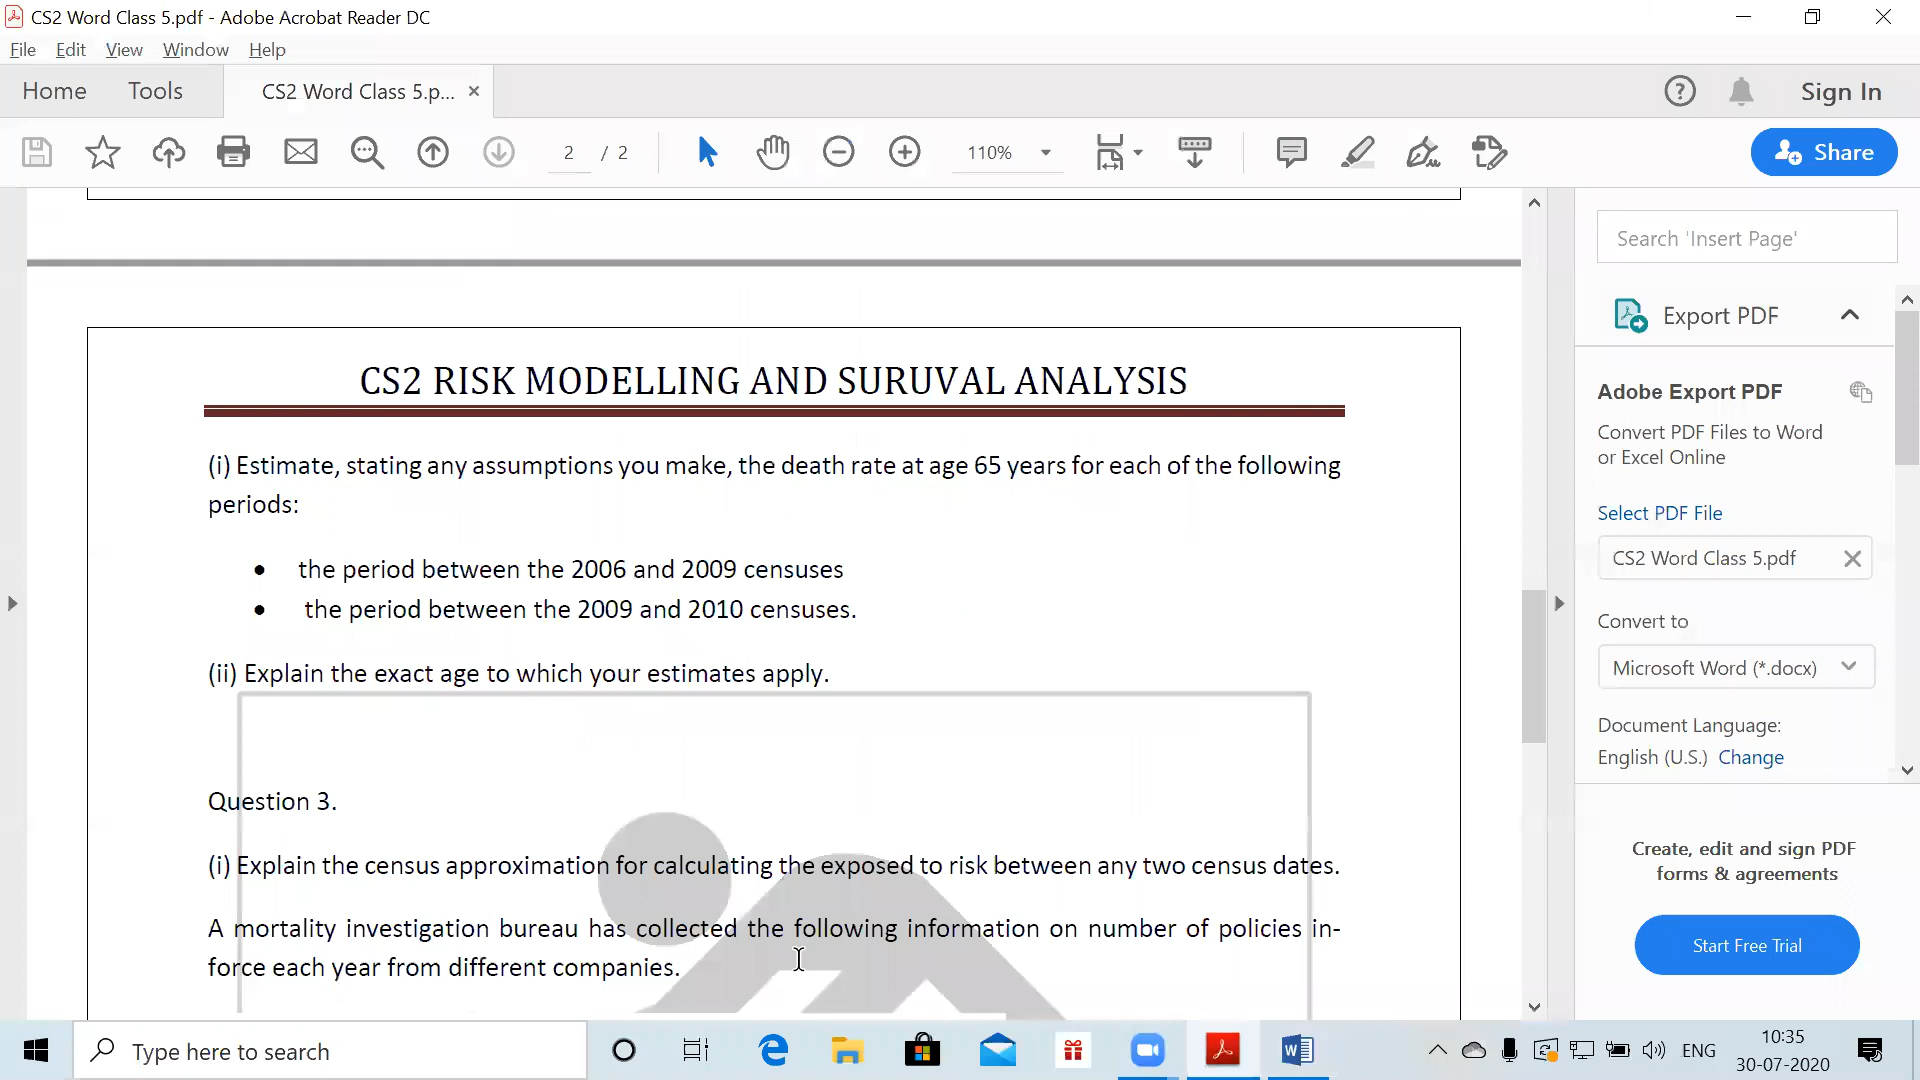 CS2 Word Class 5.pdf - Adobe Acrobat Reader DC
File Edit View Window Help
Home Tools CS2 Word Class 5.p... × Sign In
2 / 2 110% Share
Search 'Insert Page'
Export PDF
Adobe Export PDF
Convert PDF Files to Word
or Excel Online
Select PDF File
CS2 Word Class 5.pdf
Convert to
Microsoft Word (*.docx)
Document Language:
English (U.S.) Change
Create, edit and sign PDF
forms & agreements
Start Free Trial
CS2 RISK MODELLING AND SURUVAL ANALYSIS
(i) Estimate, stating any assumptions you make, the death rate at age 65 years for each of the following
periods:
• the period between the 2006 and 2009 censuses
• the period between the 2009 and 2010 censuses.
(ii) Explain the exact age to which your estimates apply.
Question 3.
(i) Explain the census approximation for calculating the exposed to risk between any two census dates.
A mortality investigation bureau has collected the following information on number of policies in-
force each year from different companies.
Type here to search
ENG
10:35
30-07-2020